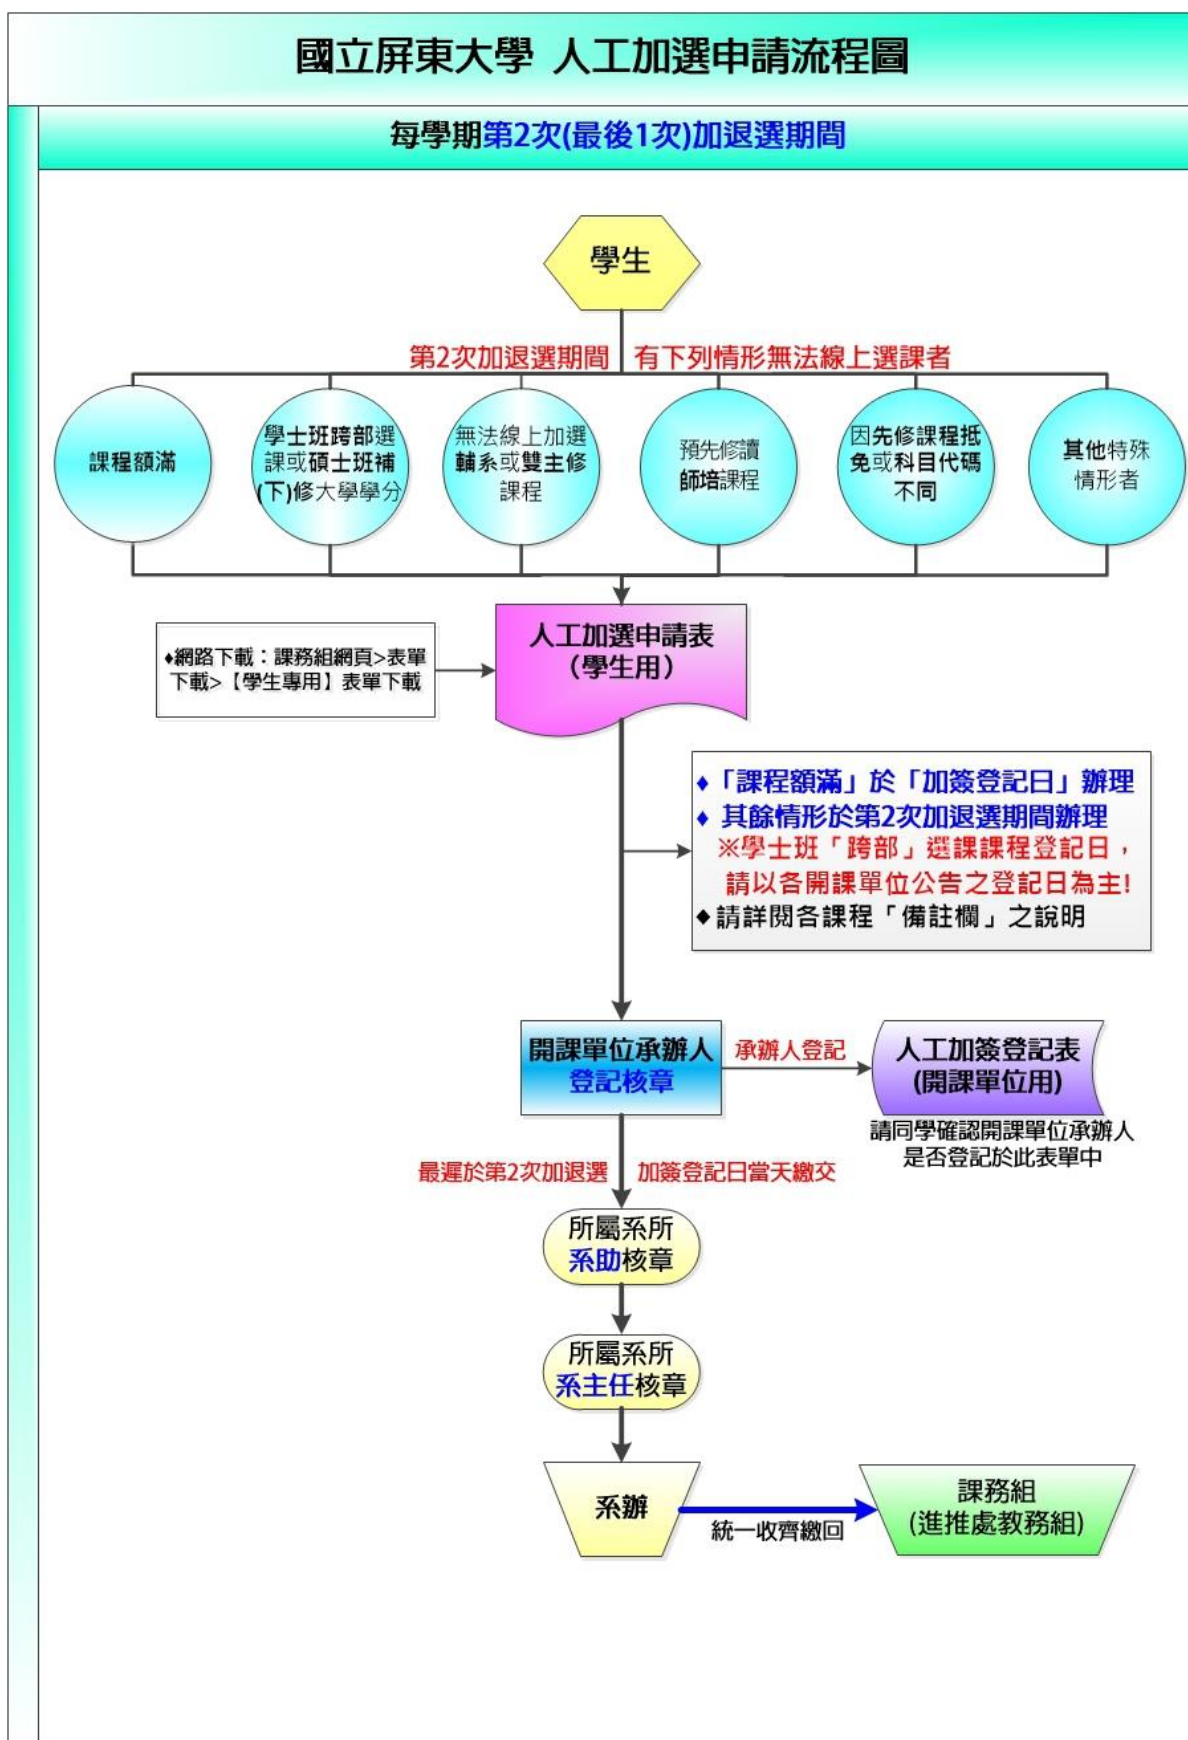 國立屏東大學 人工加選申請流程圖
每學期第2次(最後1次)加退選期間
學生
第2次加退選期間 有下列情形無法線上選課者
課程額滿
學士班跨部選
課或碩士班補
(下)修大學學分
無法線上加選
輔系或雙主修
課程
預先修讀
師培課程
因先修課程抵
免或科目代碼
不同
其他特殊
情形者
人工加選申請表
(學生用)
♦網路下載：課務組網頁>表單
下載>【學生專用】表單下載
♦「課程額滿」於「加簽登記日」辦理
♦ 其餘情形於第2次加退選期間辦理
※學士班「跨部」選課課程登記日，
請以各開課單位公告之登記日為主!
♦請詳閱各課程「備註欄」之說明
開課單位承辦人
登記核章
承辦人登記
人工加簽登記表
(開課單位用)
請同學確認開課單位承辦人
是否登記於此表單中
最遲於第2次加退選 加簽登記日當天繳交
所屬系所
系助核章
所屬系所
系主任核章
系辦
統一收齊繳回
課務組
(進推處教務組)